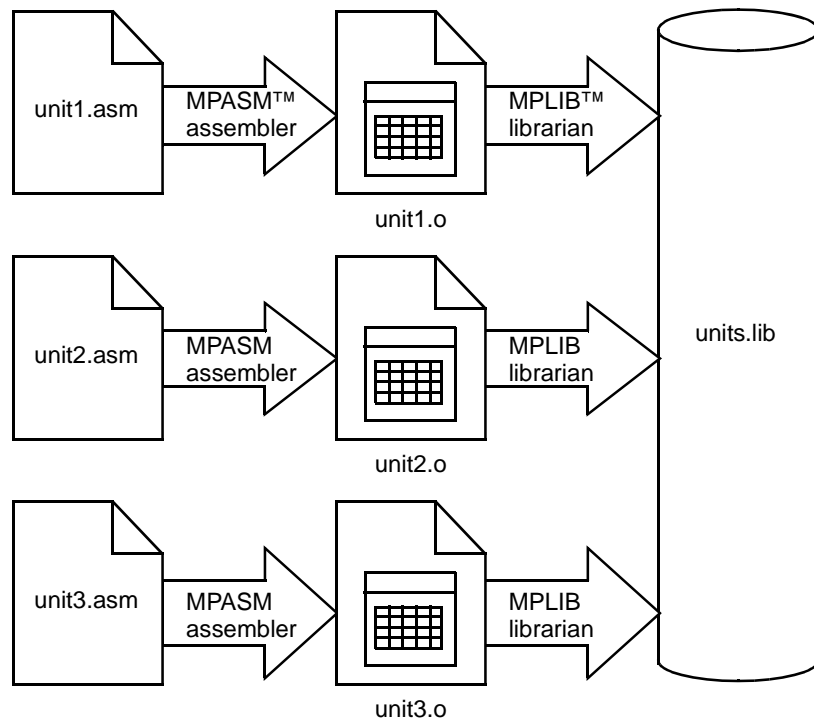 unit1.asm
MPASM™
assembler
unit1.o
MPLIB™
librarian
unit2.asm
MPASM
assembler
unit2.o
MPLIB
librarian
units.lib
unit3.asm
MPASM
assembler
unit3.o
MPLIB
librarian